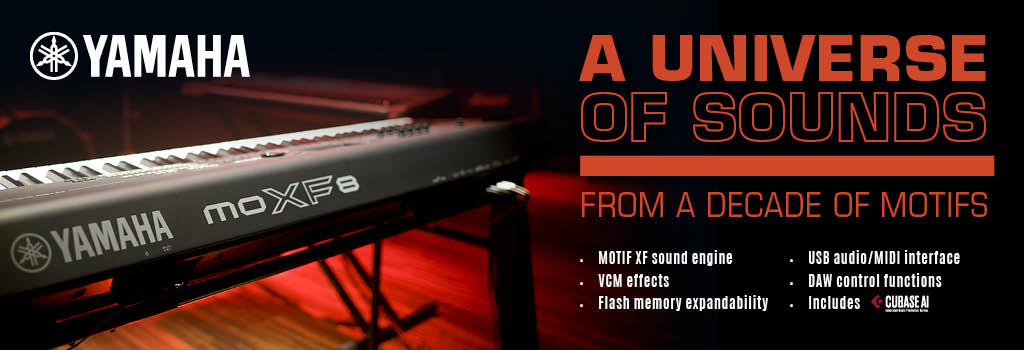 YAMAHA
A UNIVERSE
OF SOUNDS
FROM A DECADE OF MOTIFS
moXF8
YAMAHA
MOTIF XF sound engine
VCM effects
Flash memory expandability
USB audio/MIDI interface
DAW control functions
Includes CUBASE AI